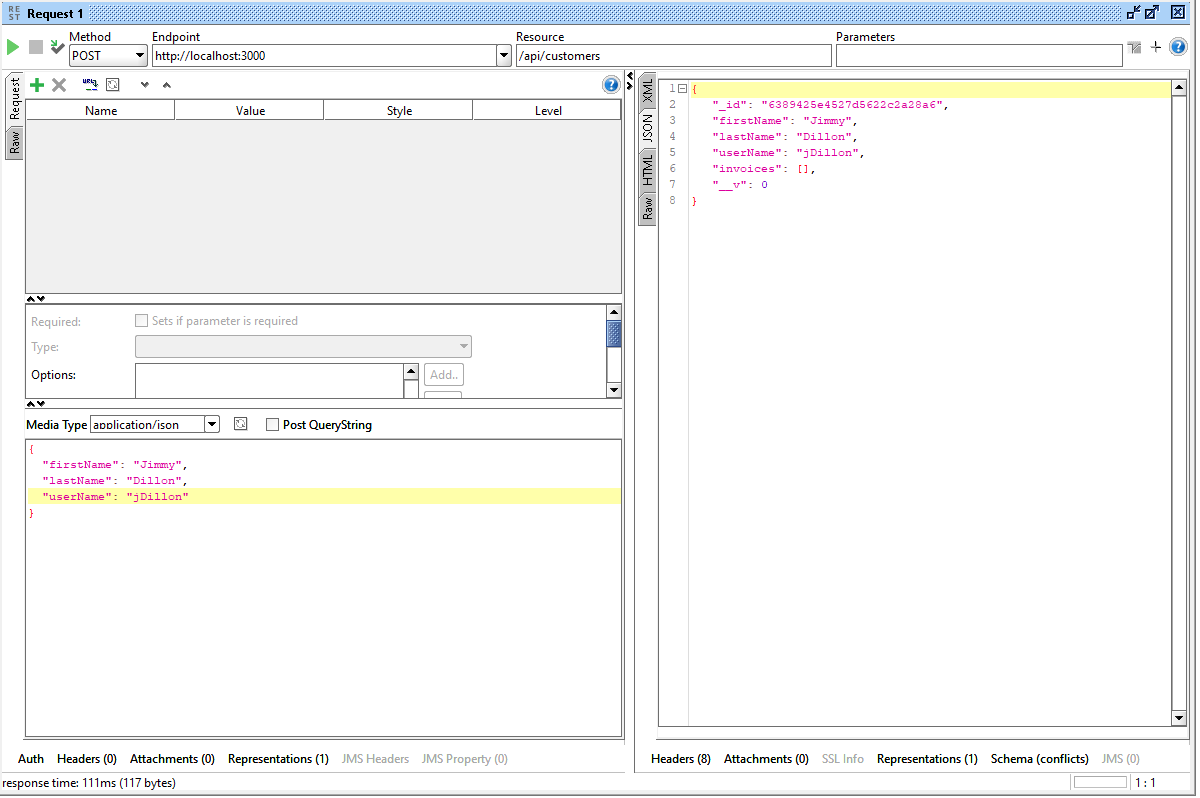 RE
ST
Request 1
Method
Endpoint
Resource
Parameters
POST
http://localhost:3000
/api/customers
Request
Raw
Name
Value
Style
Level
Required:
Sets if parameter is required
Type:
Options:
Add..
Media Type
application/json
Post QueryString
{
"firstName": "Jimmy",
"lastName": "Dillon",
"userName": "jDillon"
}
XML
JSON
HTML
Raw
1 {
2 "_id": "6389425e4527d5622c2a28a6",
3 "firstName": "Jimmy",
4 "lastName": "Dillon",
5 "userName": "jDillon",
6 "invoices": [],
7 "__v": 0
8 }
Auth
Headers (0)
Attachments (0)
Representations (1)
JMS Headers
JMS Property (0)
Headers (8)
Attachments (0)
SSL Info
Representations (1)
Schema (conflicts)
JMS (0)
response time: 111ms (117 bytes)
1 : 1